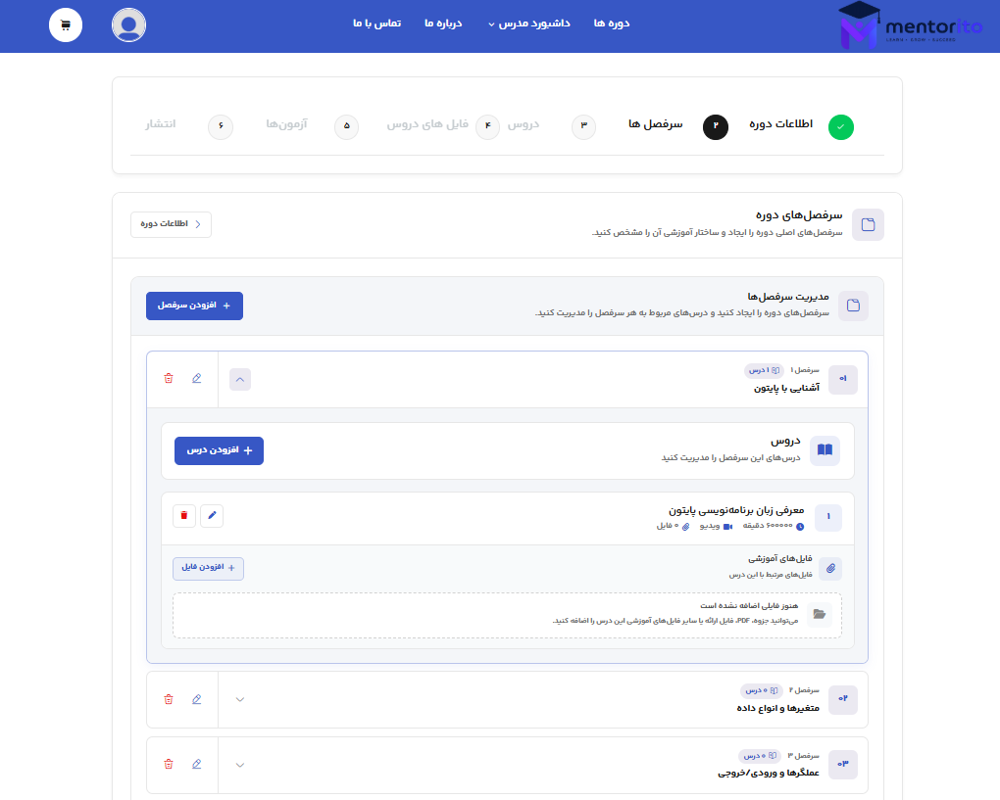 mentorito
LEARN • GROW • SUCCEED
دوره ها
داشبورد مدرس
درباره ما
تماس با ما
اطلاعات دوره
۲
سرفصل ها
۳
دروس
۴
فایل های دروس
۵
آزمون‌ها
۶
انتشار
سرفصل‌های دوره
سرفصل‌های اصلی دوره را ایجاد و ساختار آموزشی آن را مشخص کنید.
اطلاعات دوره
مدیریت سرفصل‌ها
سرفصل‌های دوره را ایجاد کنید و درس‌های مربوط به هر سرفصل را مدیریت کنید.
افزودن سرفصل
۰۱
سرفصل ۱
۱ درس
آشنایی با پایتون
دروس
درس‌های این سرفصل را مدیریت کنید
افزودن درس
۱
معرفی زبان برنامه‌نویسی پایتون
۶۰۰۰۰۰ دقیقه
ویدیو
۰ فایل
فایل‌های آموزشی
فایل‌های مرتبط با این درس
افزودن فایل
هنوز فایلی اضافه نشده است
می‌توانید جزوه، PDF، فایل ارائه یا سایر فایل‌های آموزشی این درس را اضافه کنید.
۰۲
سرفصل ۲
۰ درس
متغیرها و انواع داده
۰۳
سرفصل ۳
۰ درس
عملگرها و ورودی/خروجی